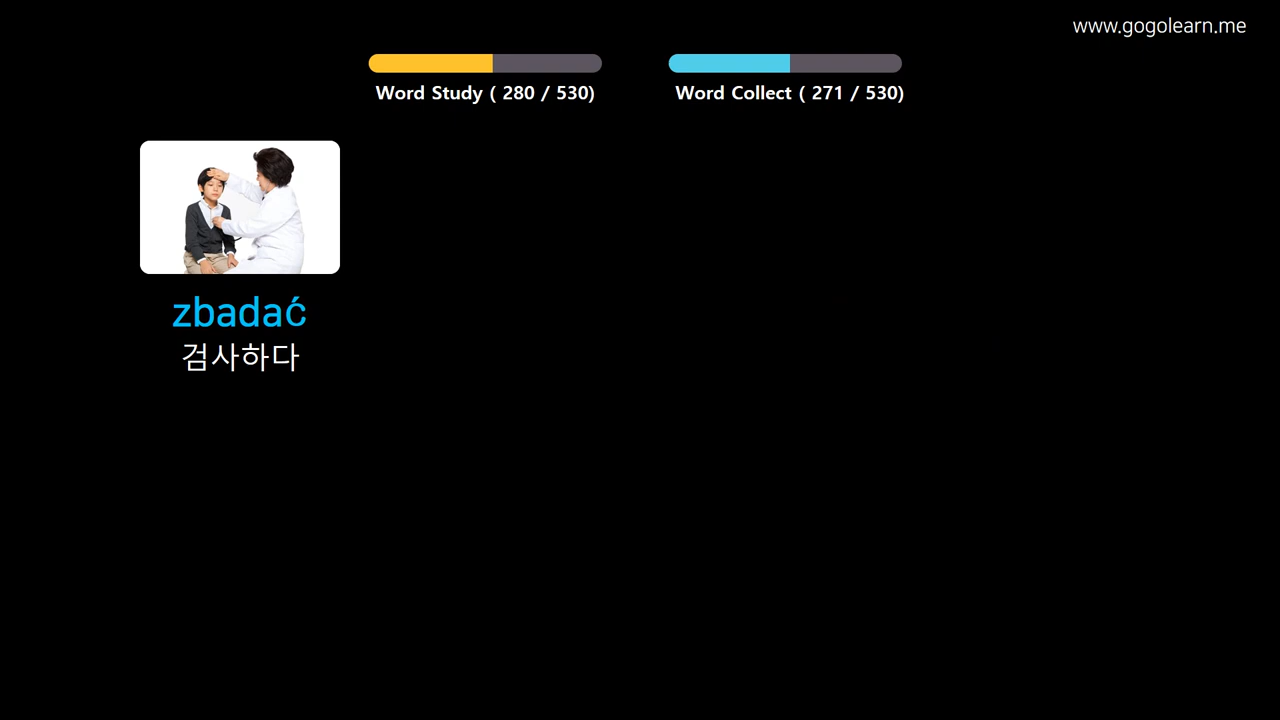 www.gogolearn.me
Word Study ( 280 / 530)
Word Collect ( 271 / 530)
zbadać
검사하다